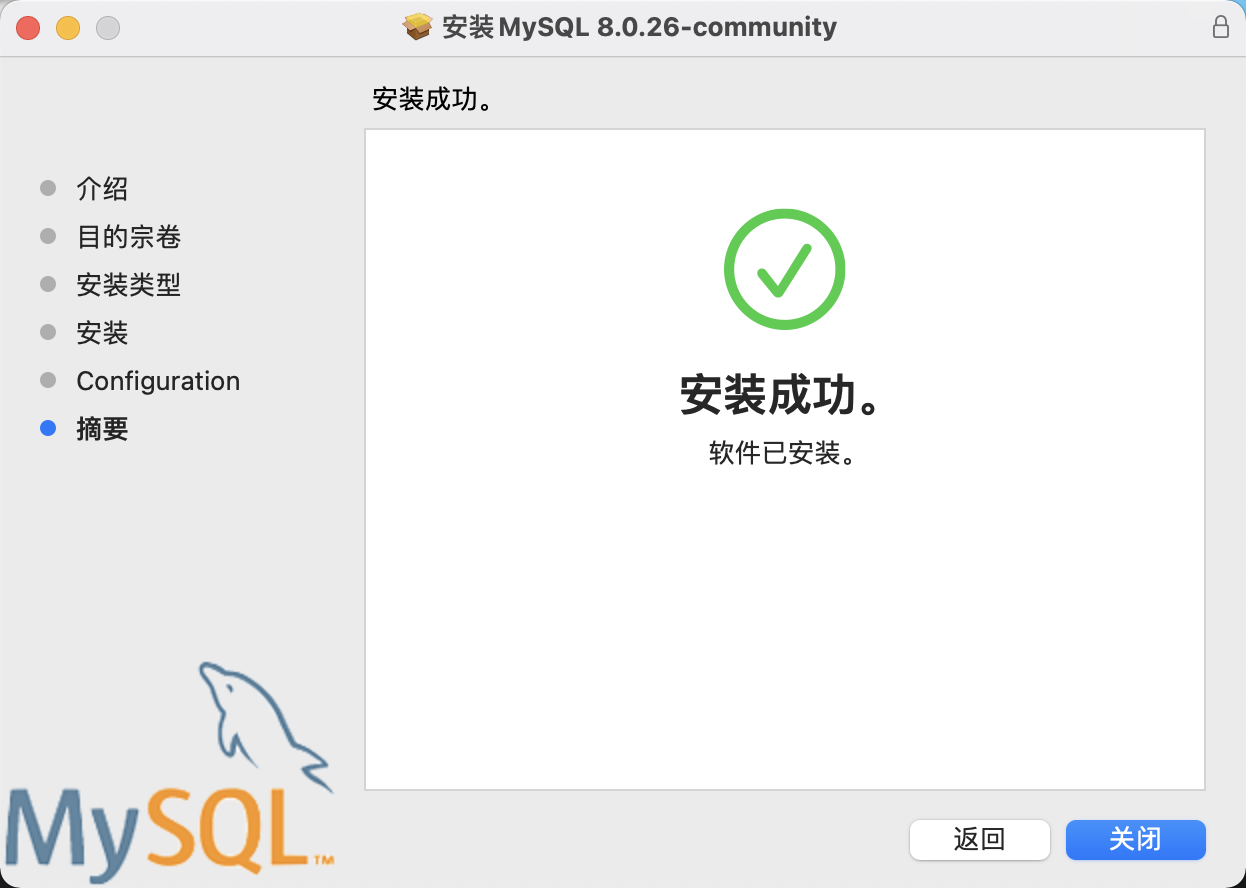 安装 MySQL 8.0.26-community
安装成功。
介绍
目的宗卷
安装类型
安装
Configuration
摘要
安装成功。
软件已安装。
MySQL™
返回
关闭